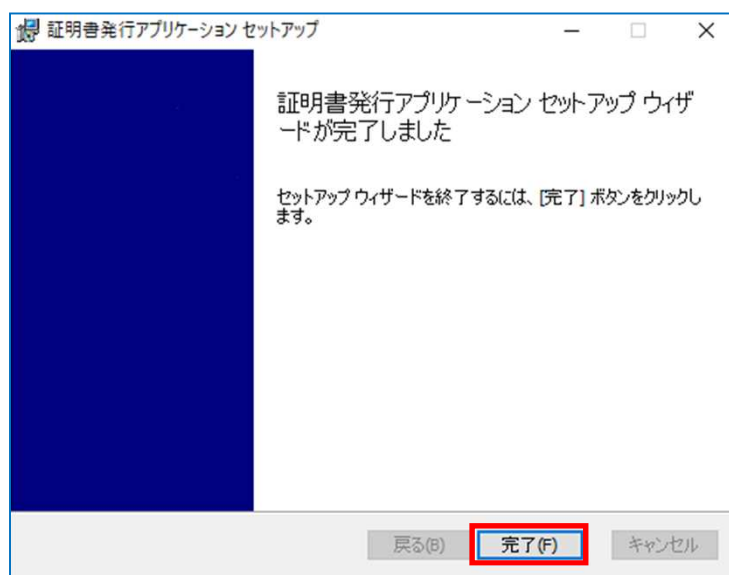 証明書発行アプリケーション セットアップ
証明書発行アプリケーション セットアップ ウィザ
ードが完了しました
セットアップ ウィザードを終了するには、[完了] ボタンをクリックし
ます。
戻る(B) 完了(F) キャンセル